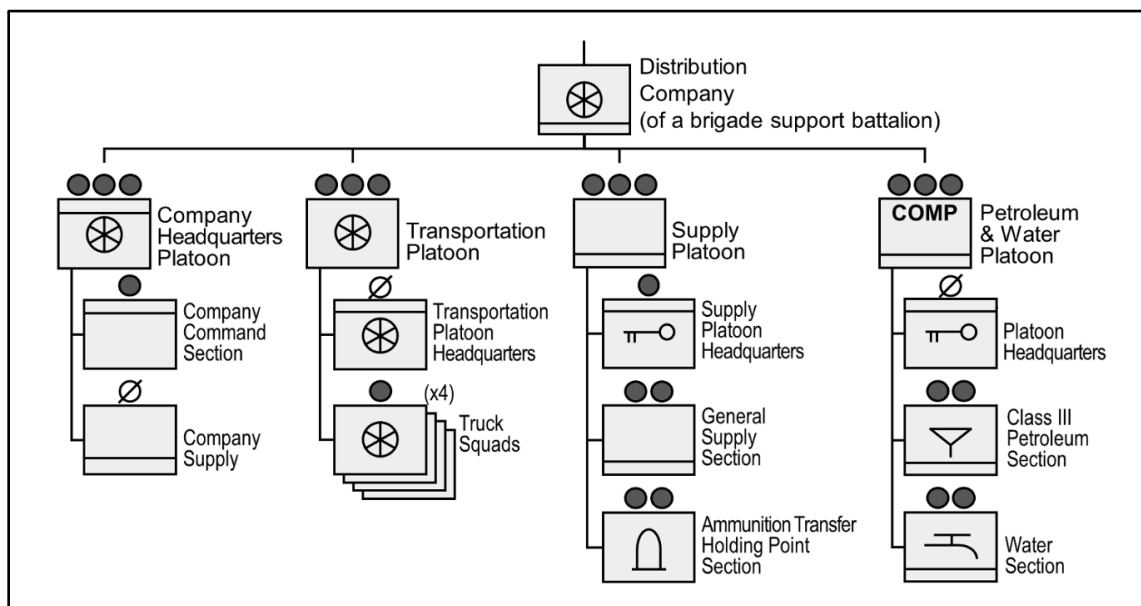 Distribution
Company
(of a brigade support battalion)
Company
Headquarters
Platoon
Transportation
Platoon
Supply
Platoon
COMP
Petroleum
& Water
Platoon
Company
Command
Section
Transportation
Platoon
Headquarters
Supply
Platoon
Headquarters
Platoon
Headquarters
Company
Supply
(x4)
Truck
Squads
General
Supply
Section
Class III
Petroleum
Section
Ammunition Transfer
Holding Point
Section
Water
Section